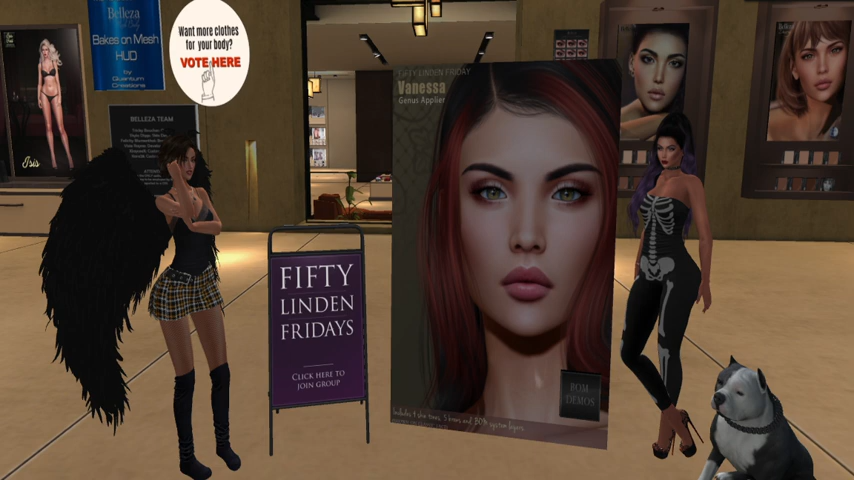 Belleza
Bakes on Mesh
HUD
by
Quantum
Creations
Want more clothes
for your body?
VOTE HERE
Isis
BELLEZA TEAM
FIFTY LINDEN FRIDAY
Vanessa
Genus Applier
FIFTY
LINDEN
FRIDAYS
CLICK HERE TO
JOIN GROUP
BOM
DEMOS